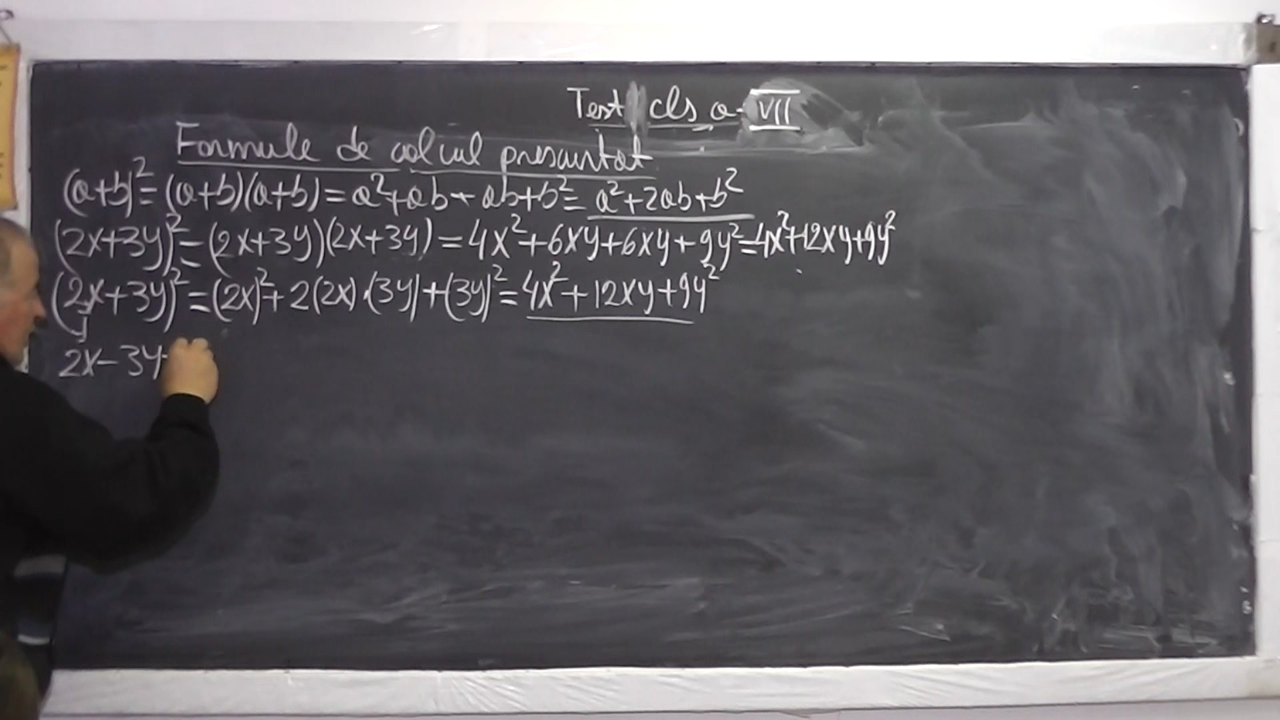 Test cls a VII
Formule de calcul prescurtat
(a+b)²=(a+b)(a+b)=a²+ab+ab+b²=a²+2ab+b²
(2x+3y)²=(2x+3y)(2x+3y)=4x²+6xy+6xy+9y²=4x²+12xy+9y²
(2x+3y)²=(2x)²+2(2x)·(3y)+(3y)²=4x²+12xy+9y²
2x-3y